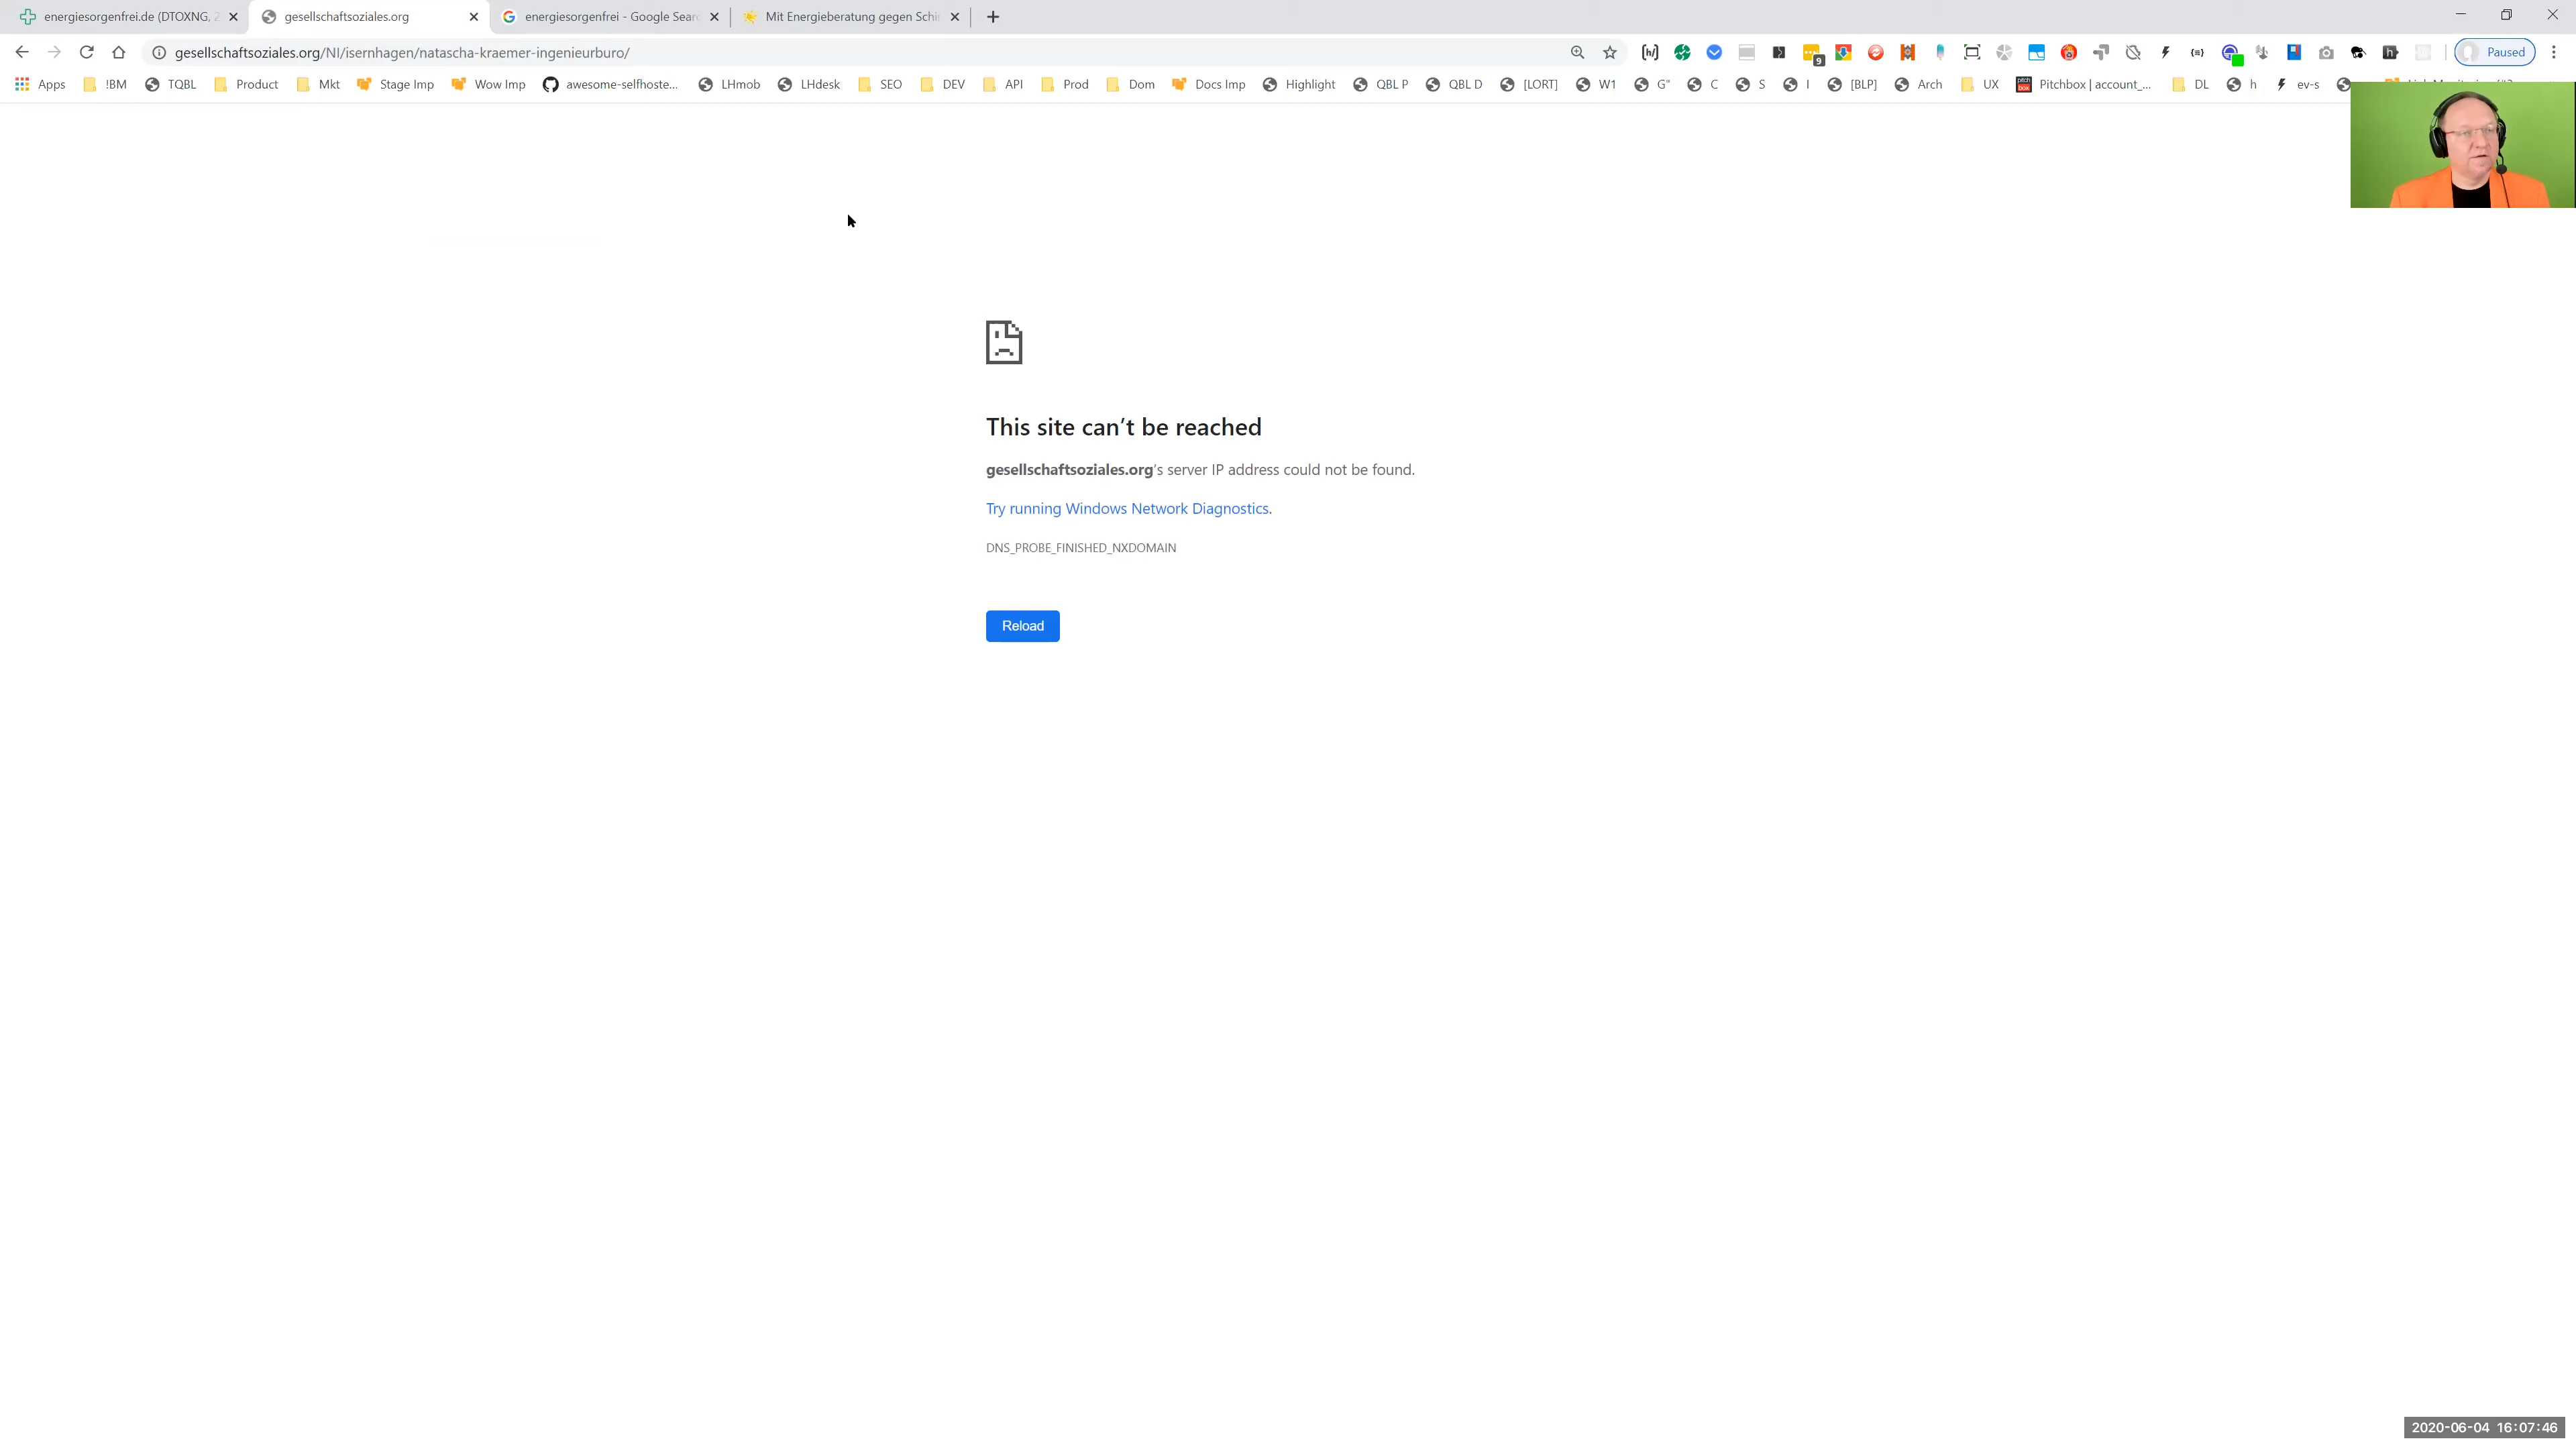 energiesorgenfrei.de (DTOXNG, 2
gesellschaftsoziales.org
energiesorgenfrei - Google Sear
Mit Energieberatung gegen Schi
gesellschaftsoziales.org/NI/isernhagen/natascha-kraemer-ingenieurburo/
9
Paused
Apps
!BM
TQBL
Product
Mkt
Stage Imp
Wow Imp
awesome-selfhoste...
LHmob
LHdesk
SEO
DEV
API
Prod
Dom
Docs Imp
Highlight
QBL P
QBL D
[LORT]
W1
G"
C
S
I
[BLP]
Arch
UX
Pitchbox | account_...
DL
h
ev-s
This site can't be reached
gesellschaftsoziales.org's server IP address could not be found.
Try running Windows Network Diagnostics.
DNS_PROBE_FINISHED_NXDOMAIN
Reload
2020-06-04 16:07:46